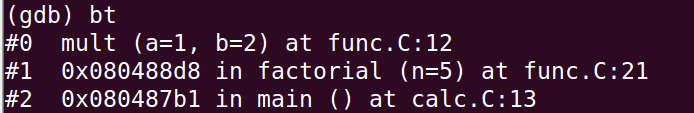 (gdb) bt
#0  mult (a=1, b=2) at func.C:12
#1  0x080488d8 in factorial (n=5) at func.C:21
#2  0x080487b1 in main () at calc.C:13